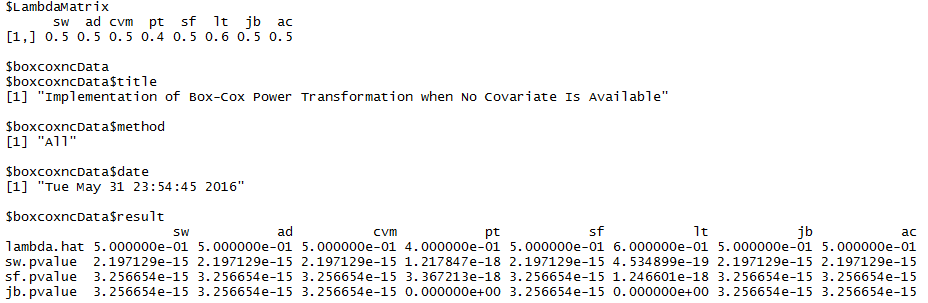 $LambdaMatrix
      sw  ad cvm  pt  sf  lt  jb  ac
[1,] 0.5 0.5 0.5 0.4 0.5 0.6 0.5 0.5
$boxcoxncData
$boxcoxncData$title
[1] "Implementation of Box-Cox Power Transformation when No Covariate Is Available"
$boxcoxncData$method
[1] "All"
$boxcoxncData$date
[1] "Tue May 31 23:54:45 2016"
$boxcoxncData$result
                     sw           ad          cvm           pt           sf           lt           jb           ac
lambda.hat 5.000000e-01 5.000000e-01 5.000000e-01 4.000000e-01 5.000000e-01 6.000000e-01 5.000000e-01 5.000000e-01
sw.pvalue  2.197129e-15 2.197129e-15 2.197129e-15 1.217847e-18 2.197129e-15 4.534899e-19 2.197129e-15 2.197129e-15
sf.pvalue  3.256654e-15 3.256654e-15 3.256654e-15 3.367213e-18 3.256654e-15 1.246601e-18 3.256654e-15 3.256654e-15
jb.pvalue  3.256654e-15 3.256654e-15 3.256654e-15 0.000000e+00 3.256654e-15 0.000000e+00 3.256654e-15 3.256654e-15